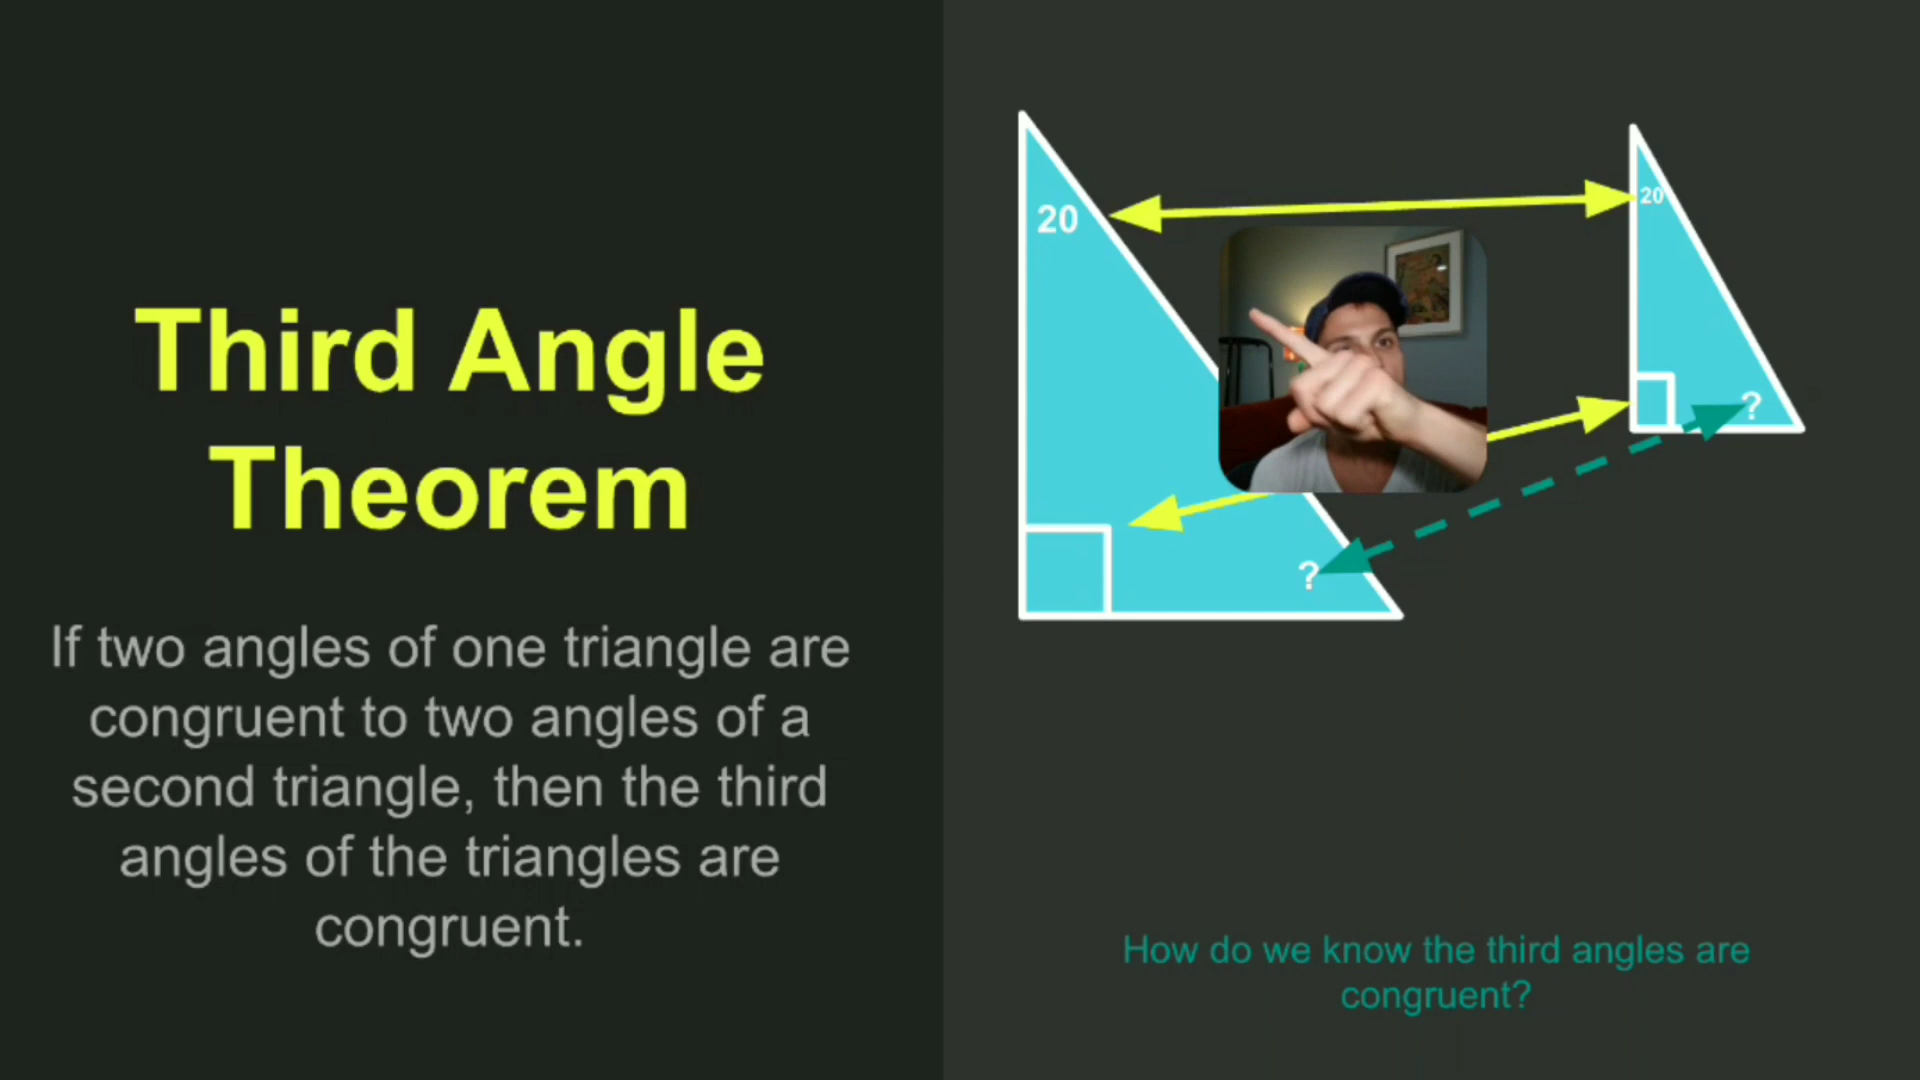 Third Angle
Theorem
If two angles of one triangle are
congruent to two angles of a
second triangle, then the third
angles of the triangles are
congruent.
20
20
?
?
How do we know the third angles are
congruent?